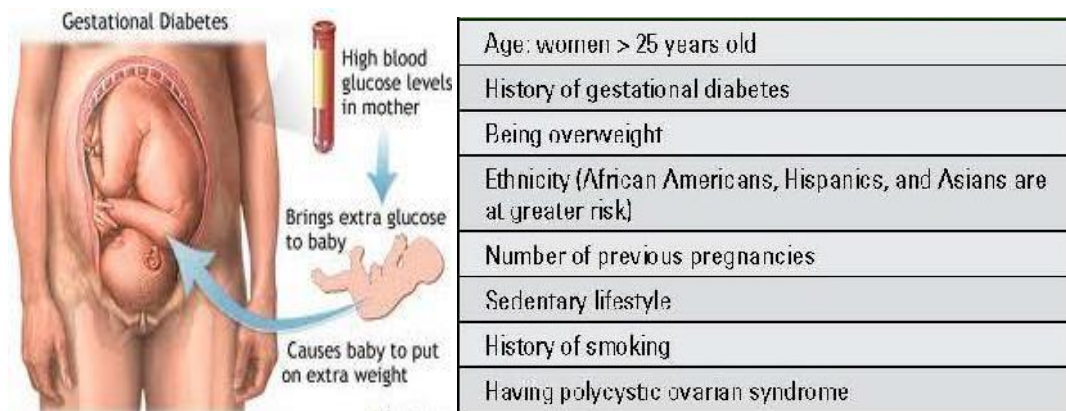 Gestational Diabetes
High blood
glucose levels
in mother
Brings extra glucose
to baby
Causes baby to put
on extra weight
Age: women > 25 years old
History of gestational diabetes
Being overweight
Ethnicity (African Americans, Hispanics, and Asians are
at greater risk)
Number of previous pregnancies
Sedentary lifestyle
History of smoking
Having polycystic ovarian syndrome